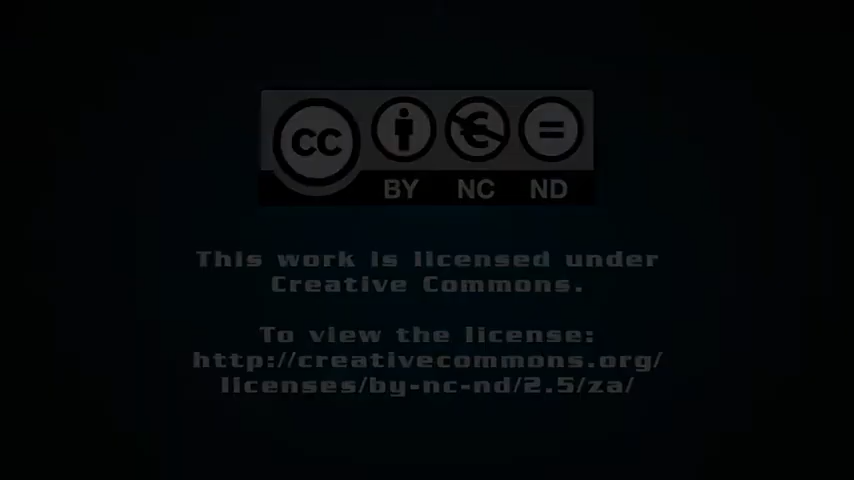 cc
BY NC ND
This work is licensed under
Creative Commons.
To view the license:
http://creativecommons.org/
licenses/by-nc-nd/2.5/za/